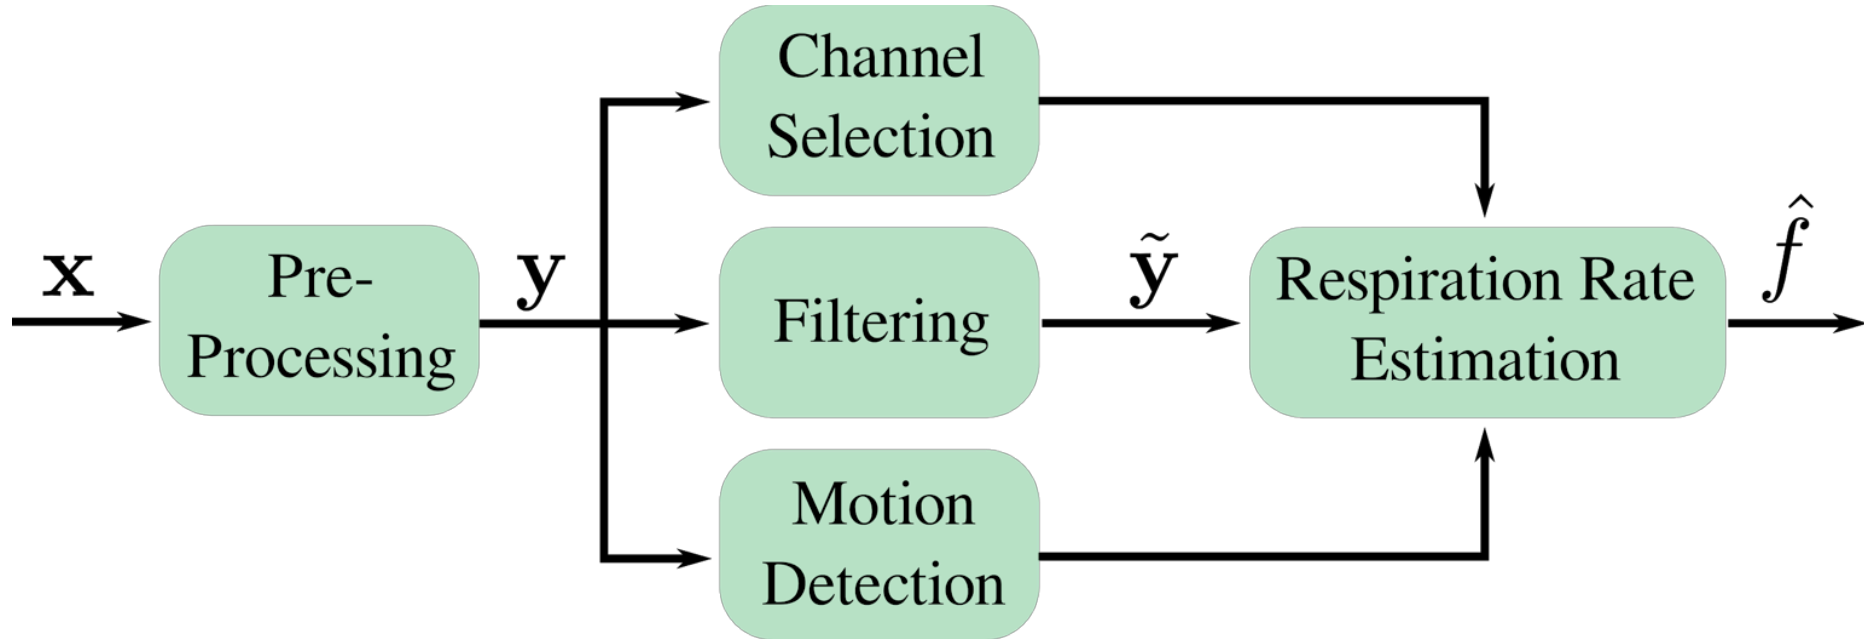 x
Pre-
Processing
y
Channel
Selection
Filtering
Motion
Detection
ỹ
Respiration Rate
Estimation
f̂